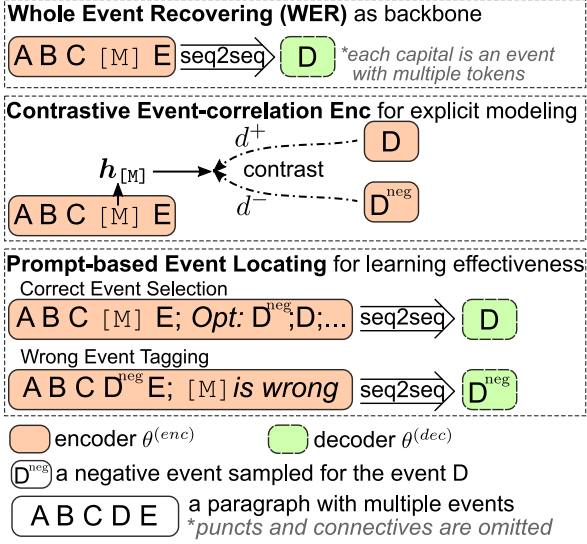 Whole Event Recovering (WER) as backbone
A B C [M] E seq2seq D *each capital is an event
with multiple tokens
Contrastive Event-correlation Enc for explicit modeling
d⁺ D
h[M] contrast
A B C [M] E d⁻ Dⁿᵉᵍ
Prompt-based Event Locating for learning effectiveness
Correct Event Selection
A B C [M] E; Opt: Dⁿᵉᵍ;D;... seq2seq D
Wrong Event Tagging
A B C Dⁿᵉᵍ E; [M] is wrong seq2seq Dⁿᵉᵍ
encoder θ⁽ᵉⁿᶜ⁾ decoder θ⁽ᵈᵉᶜ⁾
Dⁿᵉᵍ a negative event sampled for the event D
A B C D E a paragraph with multiple events
*puncts and connectives are omitted